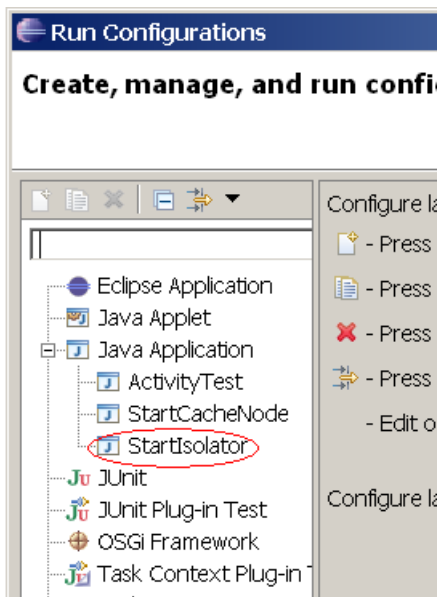 Run Configurations
Create, manage, and run confi
Configure la
- Press
- Press
- Press
- Press
- Edit o
Configure la
Eclipse Application
Java Applet
Java Application
ActivityTest
StartCacheNode
StartIsolator
JUnit
JUnit Plug-in Test
OSGi Framework
Task Context Plug-in